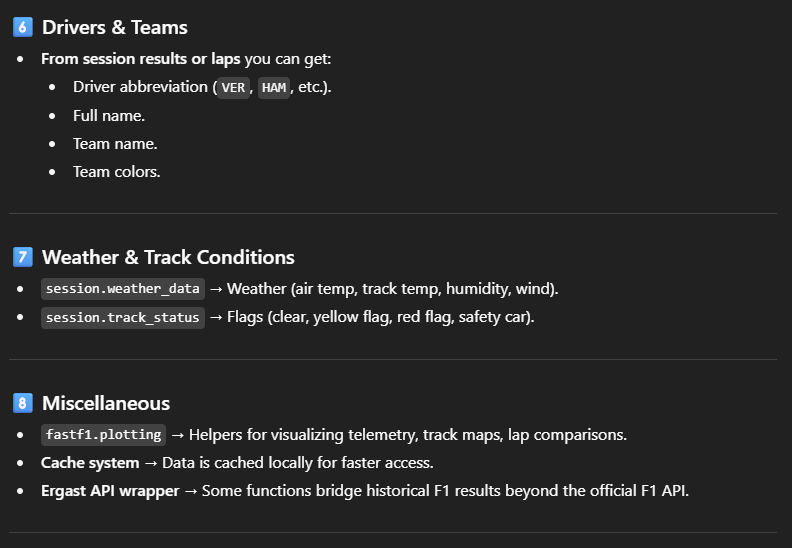 6 Drivers & Teams
• From session results or laps you can get:
• Driver abbreviation (VER, HAM, etc.).
• Full name.
• Team name.
• Team colors.
7 Weather & Track Conditions
• session.weather_data → Weather (air temp, track temp, humidity, wind).
• session.track_status → Flags (clear, yellow flag, red flag, safety car).
8 Miscellaneous
• fastf1.plotting → Helpers for visualizing telemetry, track maps, lap comparisons.
• Cache system → Data is cached locally for faster access.
• Ergast API wrapper → Some functions bridge historical F1 results beyond the official F1 API.